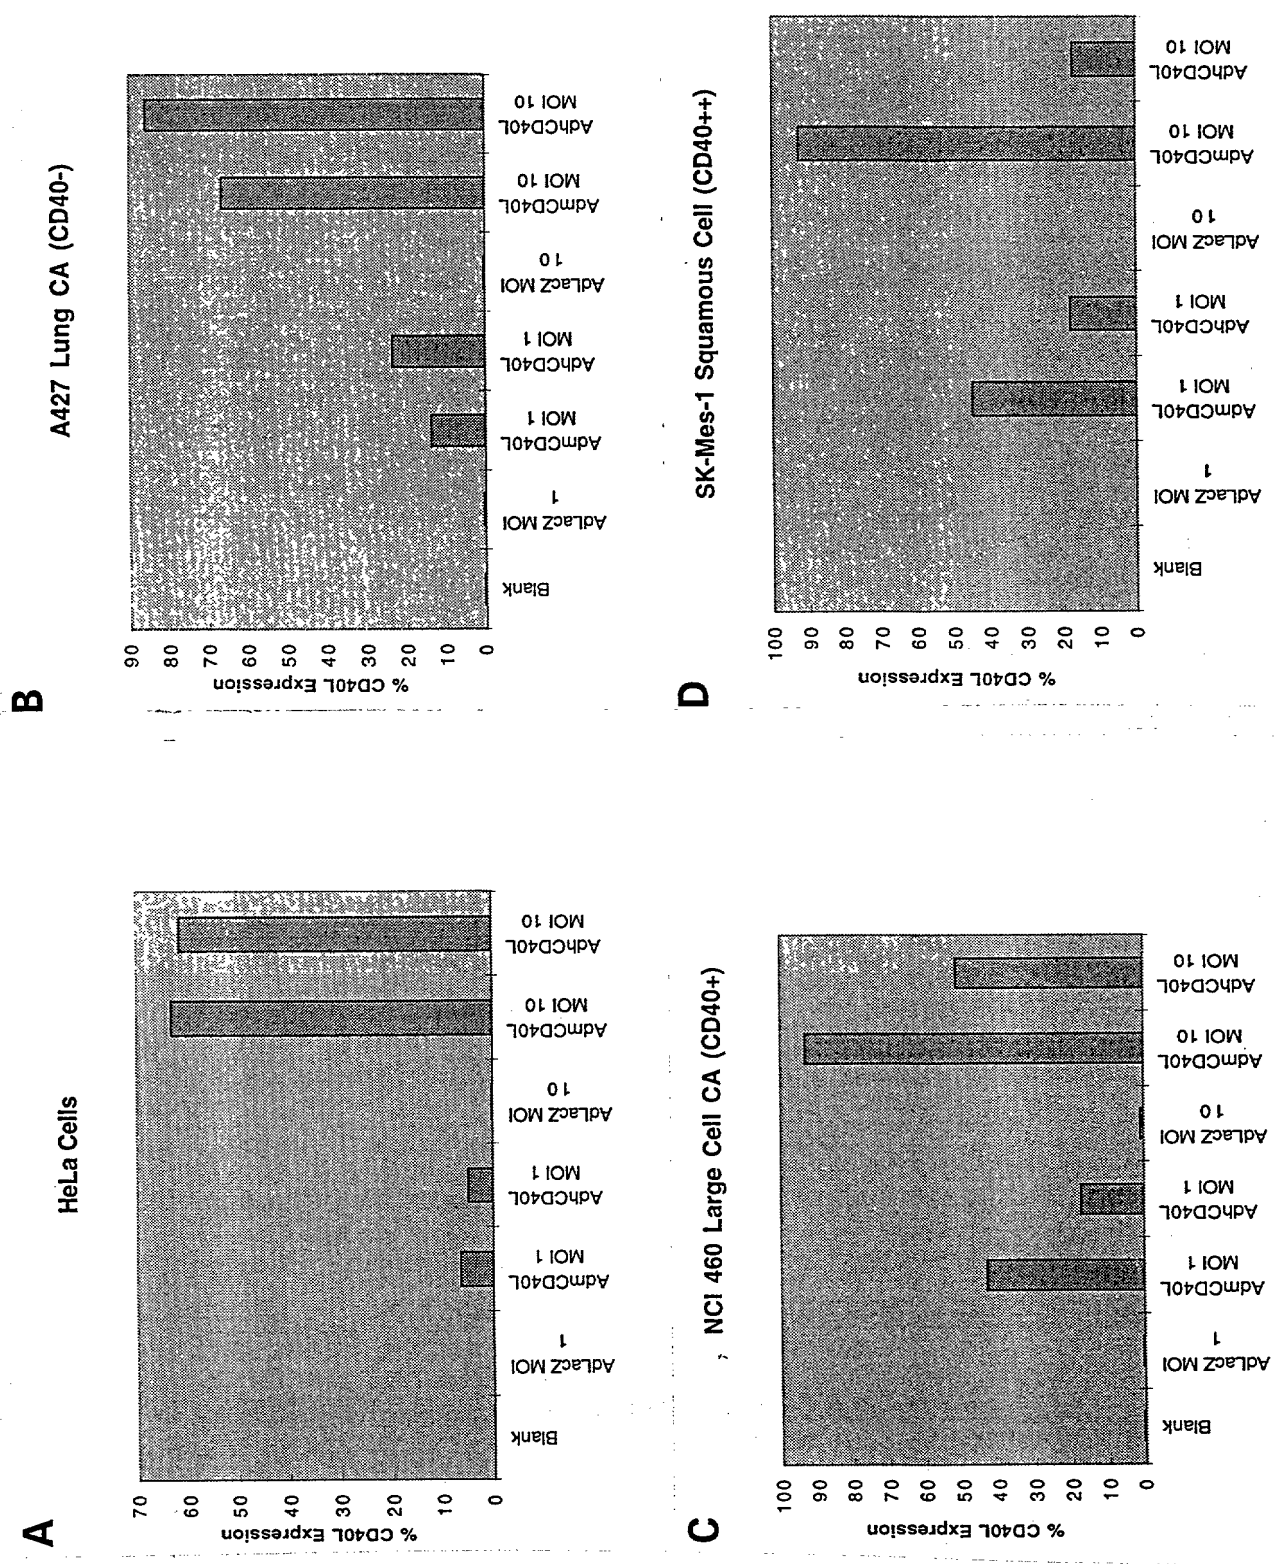 A
HeLa Cells
% CD40L Expression
70
60
50
40
30
20
10
0
Blank
AdLacZ MOI
1
AdmCD40L
MOI 1
AdhCD40L
MOI 1
AdLacZ MOI
10
AdmCD40L
MOI 10
AdhCD40L
MOI 10
B
A427 Lung CA (CD40-)
% CD40L Expression
90
80
70
60
50
40
30
20
10
0
Blank
AdLacZ MOI
1
AdmCD40L
MOI 1
AdhCD40L
MOI 1
AdLacZ MOI
10
AdmCD40L
MOI 10
AdhCD40L
MOI 10
C
NCI 460 Large Cell CA (CD40+)
% CD40L Expression
100
90
80
70
60
50
40
30
20
10
0
Blank
AdLacZ MOI
1
AdmCD40L
MOI 1
AdhCD40L
MOI 1
AdLacZ MOI
10
AdmCD40L
MOI 10
AdhCD40L
MOI 10
D
SK-Mes-1 Squamous Cell (CD40++)
% CD40L Expression
100
90
80
70
60
50
40
30
20
10
0
Blank
AdLacZ MOI
1
AdmCD40L
MOI 1
AdhCD40L
MOI 1
AdLacZ MOI
10
AdmCD40L
MOI 10
AdhCD40L
MOI 10